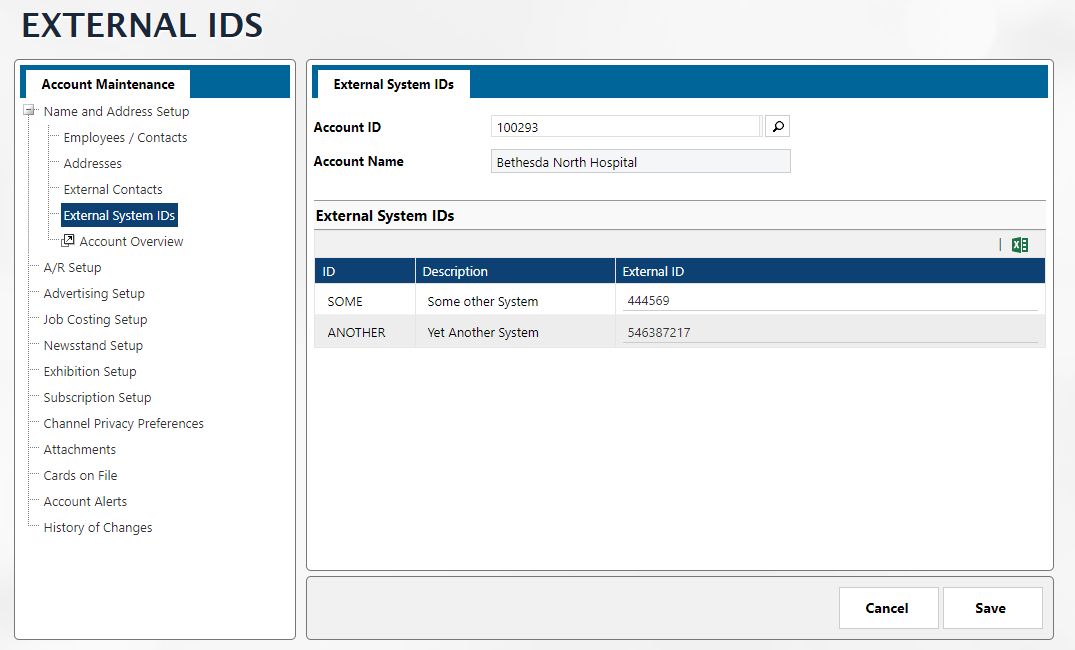 EXTERNAL IDS
Account Maintenance
Name and Address Setup
Employees / Contacts
Addresses
External Contacts
External System IDs
Account Overview
A/R Setup
Advertising Setup
Job Costing Setup
Newsstand Setup
Exhibition Setup
Subscription Setup
Channel Privacy Preferences
Attachments
Cards on File
Account Alerts
History of Changes
External System IDs
Account ID 100293
Account Name Bethesda North Hospital
External System IDs
ID Description External ID
SOME Some other System 444569
ANOTHER Yet Another System 546387217
Cancel Save